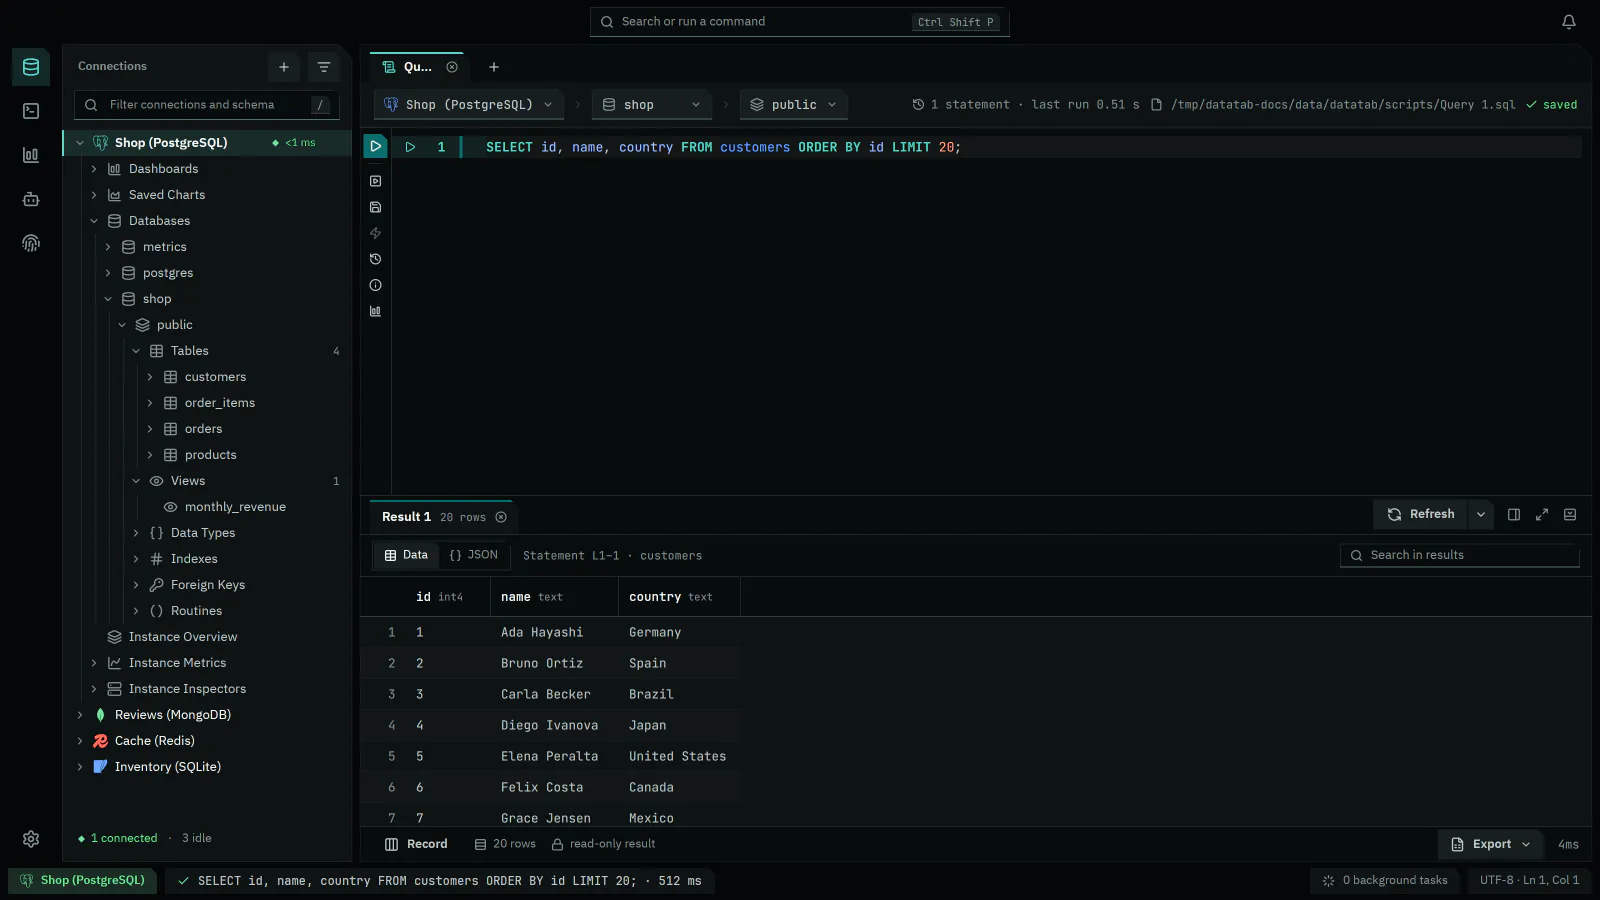 Search or run a command Ctrl Shift P
Connections
Filter connections and schema /
Shop (PostgreSQL) <1 ms
Dashboards
Saved Charts
Databases
metrics
postgres
shop
public
Tables 4
customers
order_items
orders
products
Views 1
monthly_revenue
Data Types
Indexes
Foreign Keys
Routines
Instance Overview
Instance Metrics
Instance Inspectors
Reviews (MongoDB)
Cache (Redis)
Inventory (SQLite)
1 connected · 3 idle
Qu...
Shop (PostgreSQL) shop public 1 statement · last run 0.51 s /tmp/datatab-docs/data/datatab/scripts/Query 1.sql saved
1 SELECT id, name, country FROM customers ORDER BY id LIMIT 20;
Result 1 20 rows Refresh
Data {} JSON Statement L1-1 · customers Search in results
id int4 name text country text
1 1 Ada Hayashi Germany
2 2 Bruno Ortiz Spain
3 3 Carla Becker Brazil
4 4 Diego Ivanova Japan
5 5 Elena Peralta United States
6 6 Felix Costa Canada
7 7 Grace Jensen Mexico
Record 20 rows read-only result Export 4ms
Shop (PostgreSQL) SELECT id, name, country FROM customers ORDER BY id LIMIT 20; · 512 ms 0 background tasks UTF-8 · Ln 1, Col 1